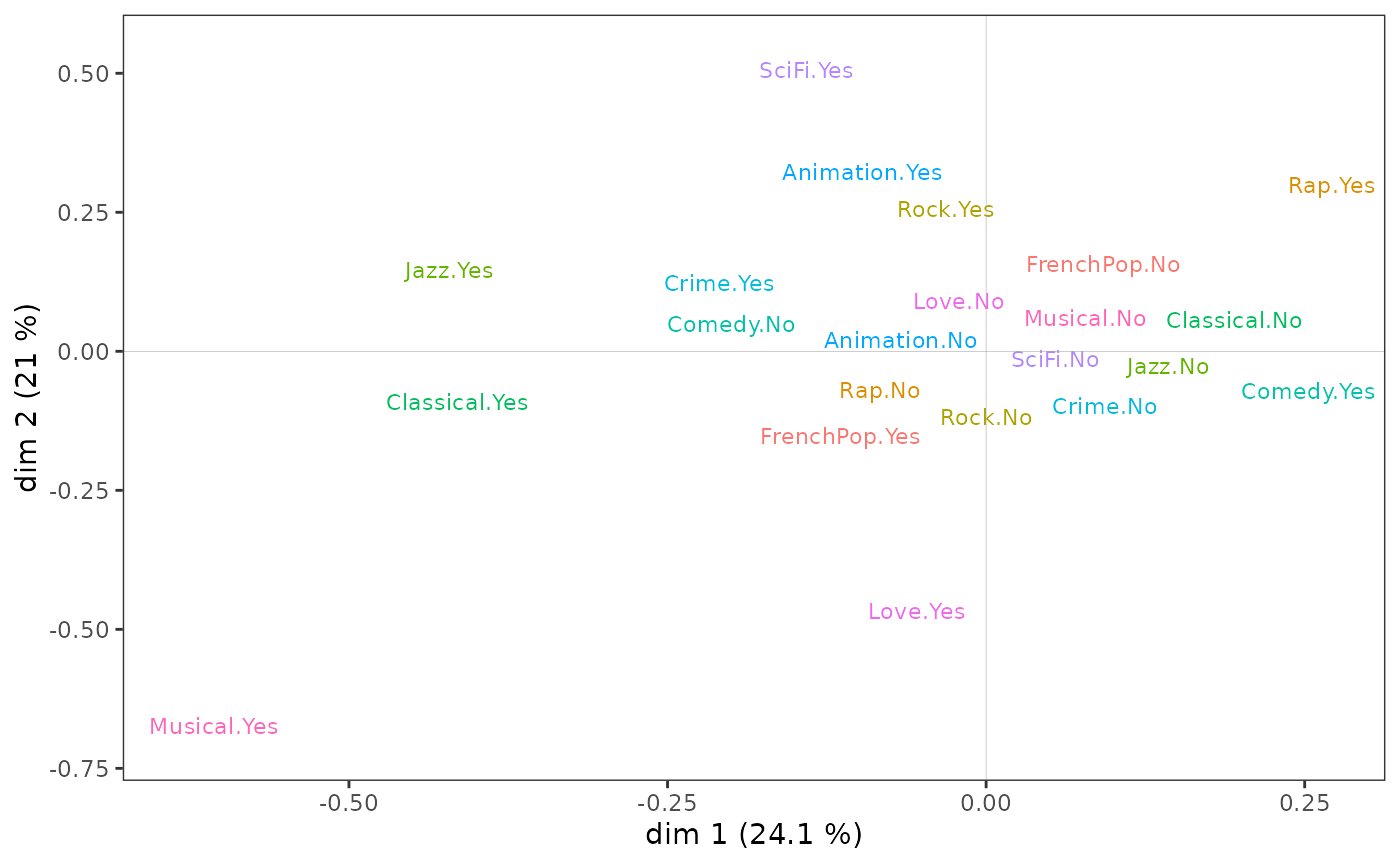 0.50
0.25
0.00
-0.25
-0.50
-0.75
dim 2 (21 %)
SciFi.Yes
Animation.Yes
Rap.Yes
Rock.Yes
FrenchPop.No
Jazz.Yes
Crime.Yes
Love.No
Musical.No
Classical.No
Comedy.No
Animation.No
SciFi.No
Jazz.No
Rap.No
Comedy.Yes
Classical.Yes
Crime.No
Rock.No
FrenchPop.Yes
Love.Yes
Musical.Yes
-0.50
-0.25
0.00
0.25
dim 1 (24.1 %)